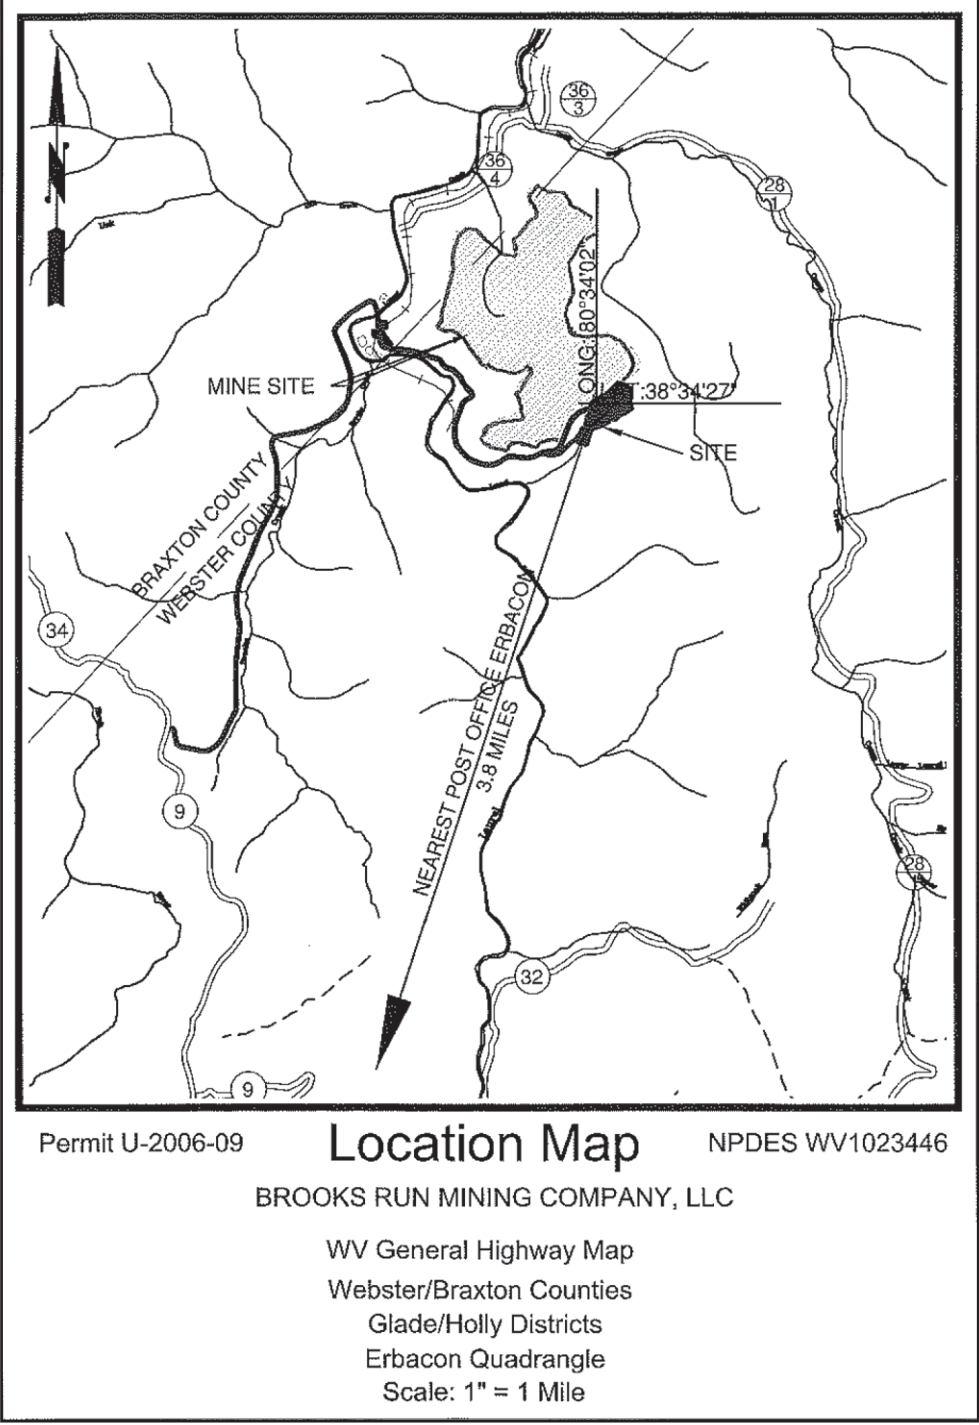 36
3
36
4
28
1
N
LONG:80°34'02"
MINE SITE
LAT:38°34'27"
SITE
BRAXTON COUNTY
WEBSTER COUNTY
34
NEAREST POST OFFICE ERBACON
3.8 MILES
9
Laurel
28
32
9
Permit U-2006-09
Location Map
NPDES WV1023446
BROOKS RUN MINING COMPANY, LLC
WV General Highway Map
Webster/Braxton Counties
Glade/Holly Districts
Erbacon Quadrangle
Scale: 1" = 1 Mile